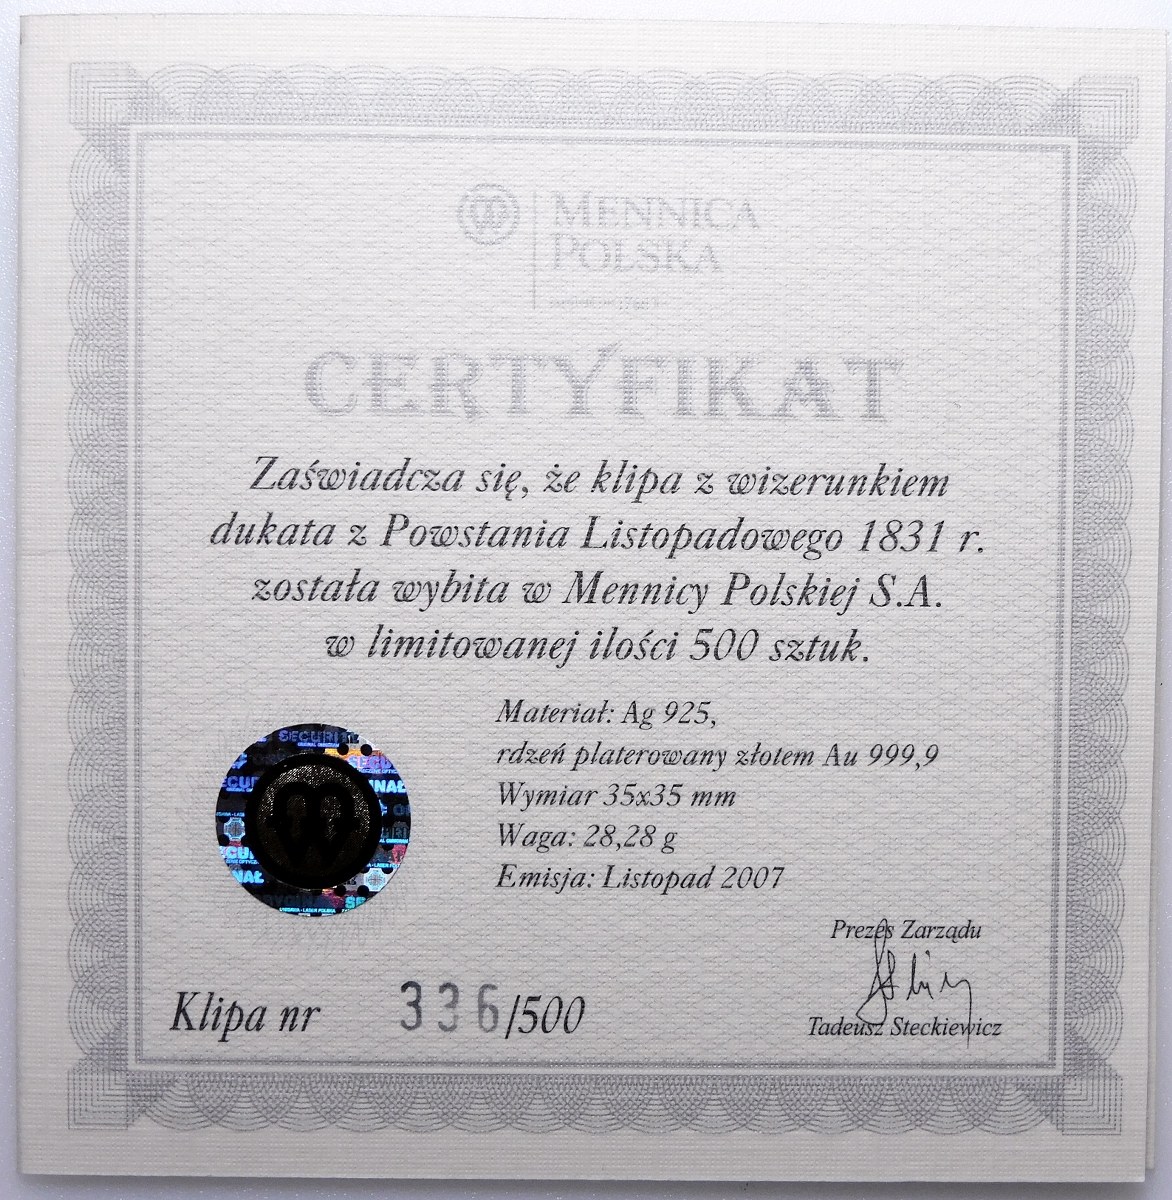 MENNICA
POLSKA
CERTYFIKAT
Zaświadcza się, że klipa z wizerunkiem
dukata z Powstania Listopadowego 1831 r.
została wybita w Mennicy Polskiej S.A.
w limitowanej ilości 500 sztuk.
Materiał: Ag 925,
rdzeń platerowany złotem Au 999,9
Wymiar 35x35 mm
Waga: 28,28 g
Emisja: Listopad 2007
SECURITY
Prezes Zarządu
Tadeusz Steckiewicz
Klipa nr 336/500